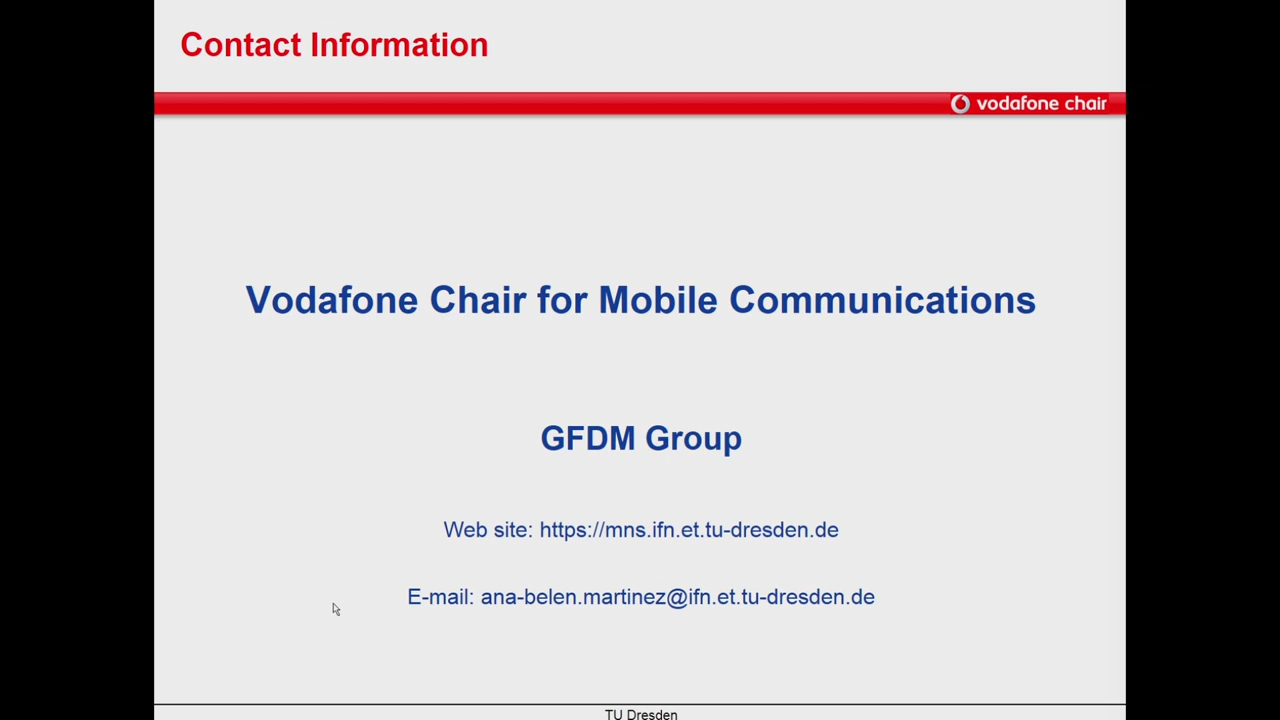 Contact Information
vodafone chair
Vodafone Chair for Mobile Communications
GFDM Group
Web site: https://mns.ifn.et.tu-dresden.de
E-mail: ana-belen.martinez@ifn.et.tu-dresden.de
TU Dresden